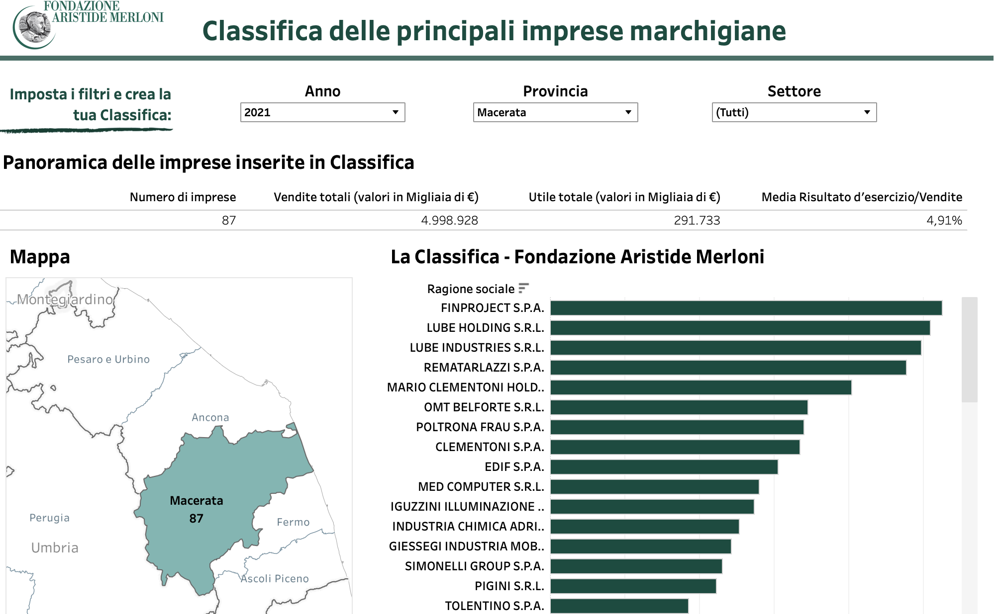 FONDAZIONE
ARISTIDE MERLONI
Classifica delle principali imprese marchigiane
Imposta i filtri e crea la
tua Classifica:
Anno
2021
Provincia
Macerata
Settore
(Tutti)
Panoramica delle imprese inserite in Classifica
Numero di imprese
Vendite totali (valori in Migliaia di €)
Utile totale (valori in Migliaia di €)
Media Risultato d'esercizio/Vendite
87
4.998.928
291.733
4,91%
Mappa
Montegiardino
Pesaro e Urbino
Ancona
Macerata
87
Perugia
Fermo
Umbria
Ascoli Piceno
La Classifica - Fondazione Aristide Merloni
Ragione sociale
FINPROJECT S.P.A.
LUBE HOLDING S.R.L.
LUBE INDUSTRIES S.R.L.
REMATARLAZZI S.P.A.
MARIO CLEMENTONI HOLD..
OMT BELFORTE S.R.L.
POLTRONA FRAU S.P.A.
CLEMENTONI S.P.A.
EDIF S.P.A.
MED COMPUTER S.R.L.
IGUZZINI ILLUMINAZIONE ..
INDUSTRIA CHIMICA ADRI..
GIESSEGI INDUSTRIA MOB..
SIMONELLI GROUP S.P.A.
PIGINI S.R.L.
TOLENTINO S.P.A.